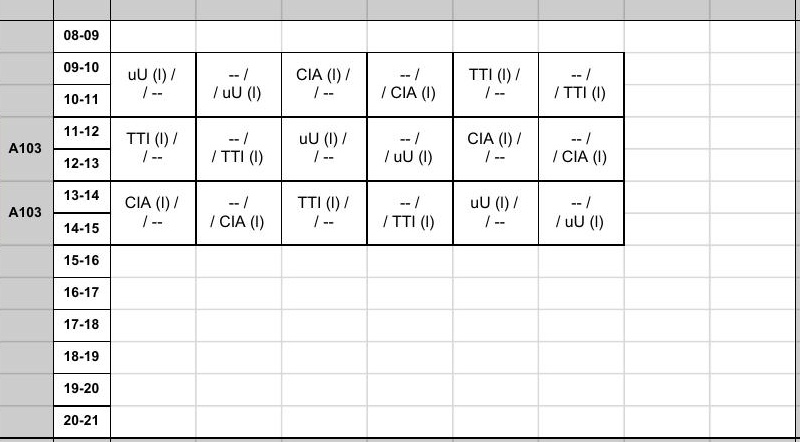 08-09
09-10
10-11
uU (l) /
/ --
-- /
/ uU (l)
CIA (l) /
/ --
-- /
/ CIA (l)
TTI (l) /
/ --
-- /
/ TTI (l)
A103
11-12
12-13
TTI (l) /
/ --
-- /
/ TTI (l)
uU (l) /
/ --
-- /
/ uU (l)
CIA (l) /
/ --
-- /
/ CIA (l)
A103
13-14
14-15
CIA (l) /
/ --
-- /
/ CIA (l)
TTI (l) /
/ --
-- /
/ TTI (l)
uU (l) /
/ --
-- /
/ uU (l)
15-16
16-17
17-18
18-19
19-20
20-21